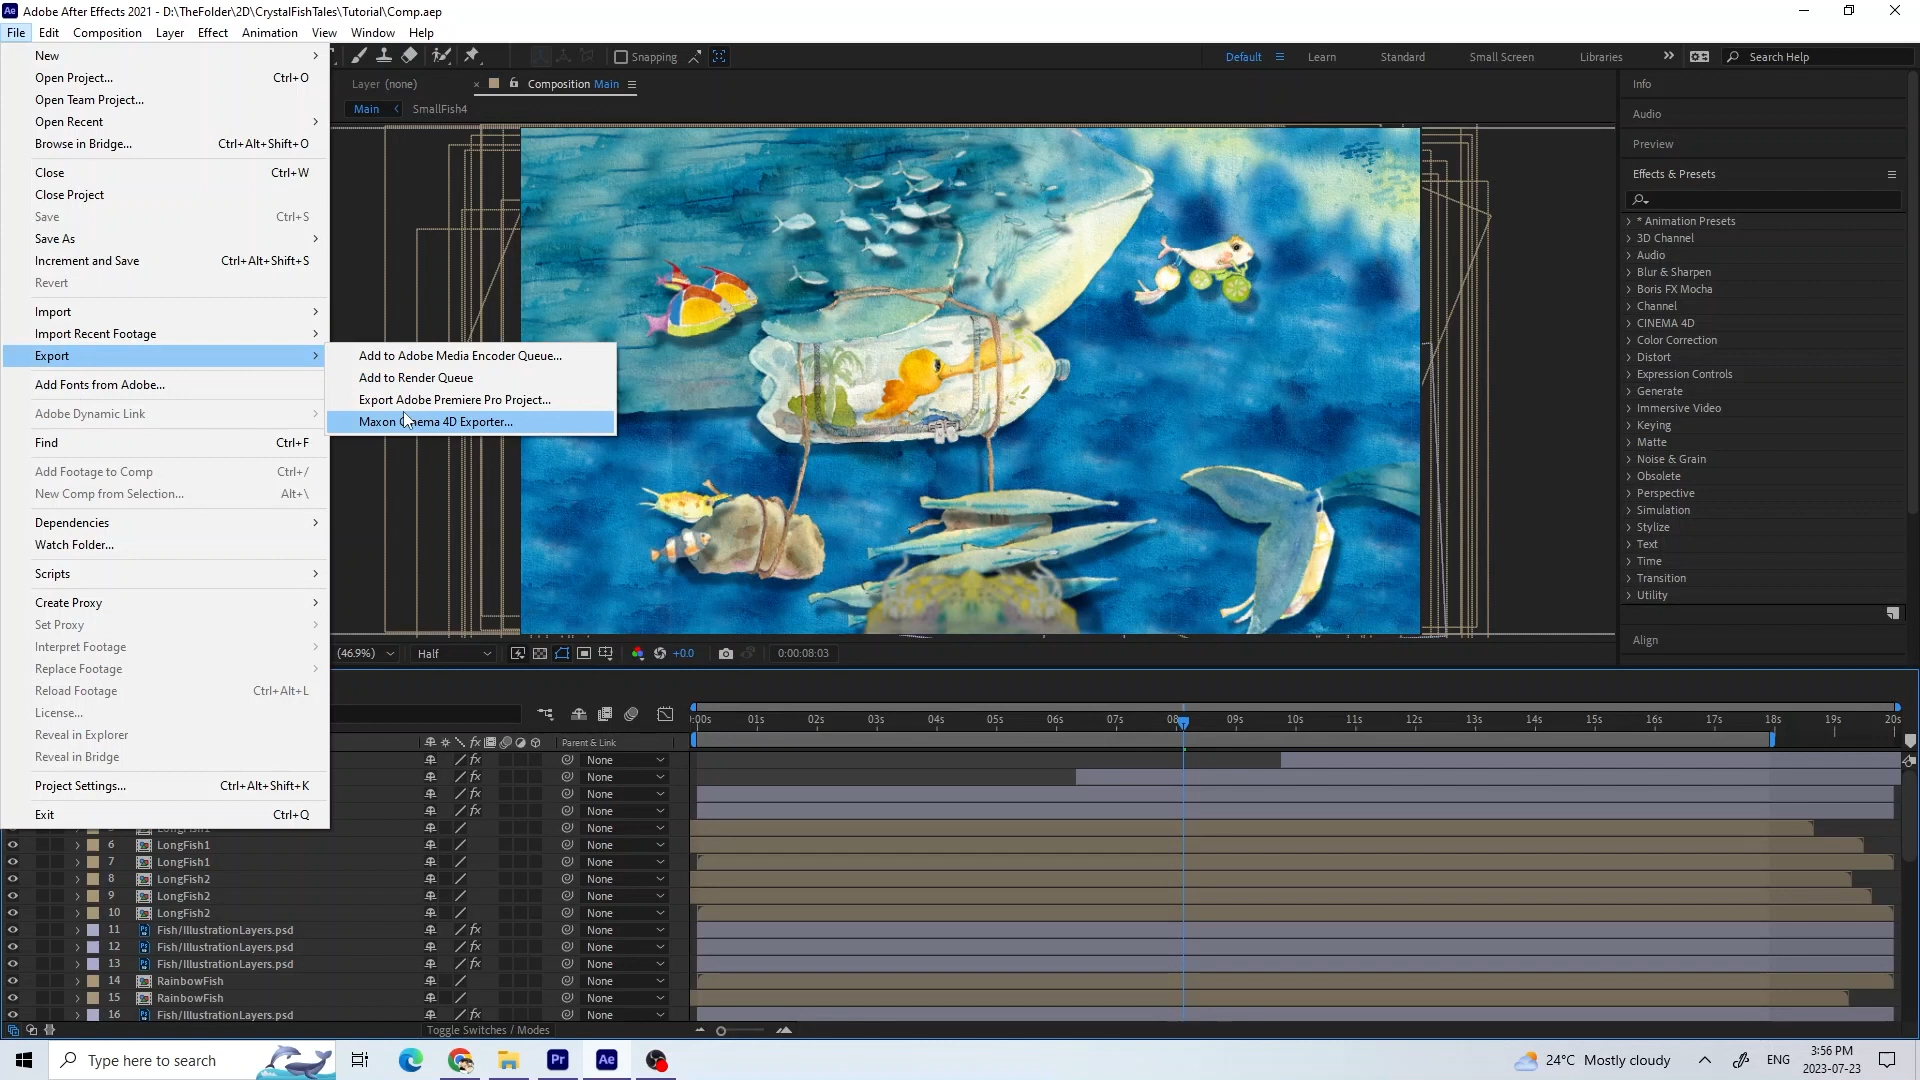 Adobe After Effects 2021 - D:\TheFolder\2D\CrystalFishTales\Tutorial\Comp.aep
File Edit Composition Layer Effect Animation View Window Help
New
Open Project... Ctrl+O
Open Team Project...
Open Recent
Browse in Bridge... Ctrl+Alt+Shift+O
Close Ctrl+W
Close Project
Save Ctrl+S
Save As
Increment and Save Ctrl+Alt+Shift+S
Revert
Import
Import Recent Footage
Export
Add Fonts from Adobe...
Adobe Dynamic Link
Find Ctrl+F
Add Footage to Comp Ctrl+/
New Comp from Selection... Alt+\
Dependencies
Watch Folder...
Scripts
Create Proxy
Set Proxy
Interpret Footage
Replace Footage
Reload Footage Ctrl+Alt+L
License...
Reveal in Explorer
Reveal in Bridge
Project Settings... Ctrl+Alt+Shift+K
Exit Ctrl+Q
Add to Adobe Media Encoder Queue...
Add to Render Queue
Export Adobe Premiere Pro Project...
Maxon Cinema 4D Exporter...
Snapping
Default Learn Standard Small Screen Libraries Search Help
Layer (none) Composition Main
Main SmallFish4
Info
Audio
Preview
Effects & Presets
* Animation Presets
3D Channel
Audio
Blur & Sharpen
Boris FX Mocha
Channel
CINEMA 4D
Color Correction
Distort
Expression Controls
Generate
Immersive Video
Keying
Matte
Noise & Grain
Obsolete
Perspective
Simulation
Stylize
Text
Time
Transition
Utility
Align
(46.9%) Half +0.0 0:00:08:03
:00s 01s 02s 03s 04s 05s 06s 07s 08s 09s 10s 11s 12s 13s 14s 15s 16s 17s 18s 19s 20s
Parent & Link
None
None
None
None
LongFish1 None
6 LongFish1 None
7 LongFish1 None
8 LongFish2 None
9 LongFish2 None
10 LongFish2 None
11 Fish/IllustrationLayers.psd None
12 Fish/IllustrationLayers.psd None
13 Fish/IllustrationLayers.psd None
14 RainbowFish None
15 RainbowFish None
16 Fish/IllustrationLayers.psd None
Toggle Switches / Modes
Type here to search
24°C Mostly cloudy ENG 3:56 PM
2023-07-23